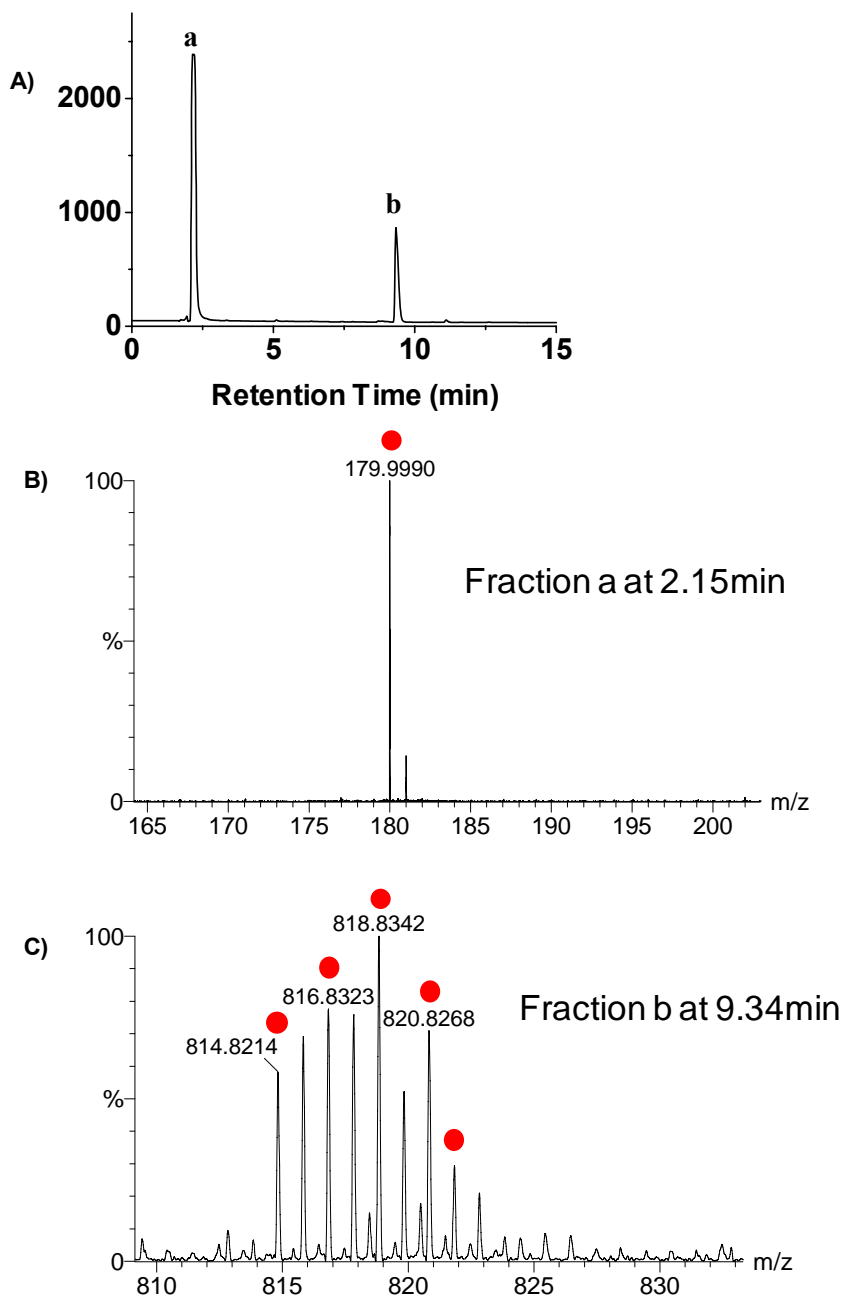 A)
a
b
2000
1000
0
0 5 10 15
Retention Time (min)
B)
179.9990
100
%
0
Fraction a at 2.15min
m/z
165 170 175 180 185 190 195 200
C)
818.8342
100
816.8323
820.8268
814.8214
%
0
Fraction b at 9.34min
m/z
810 815 820 825 830